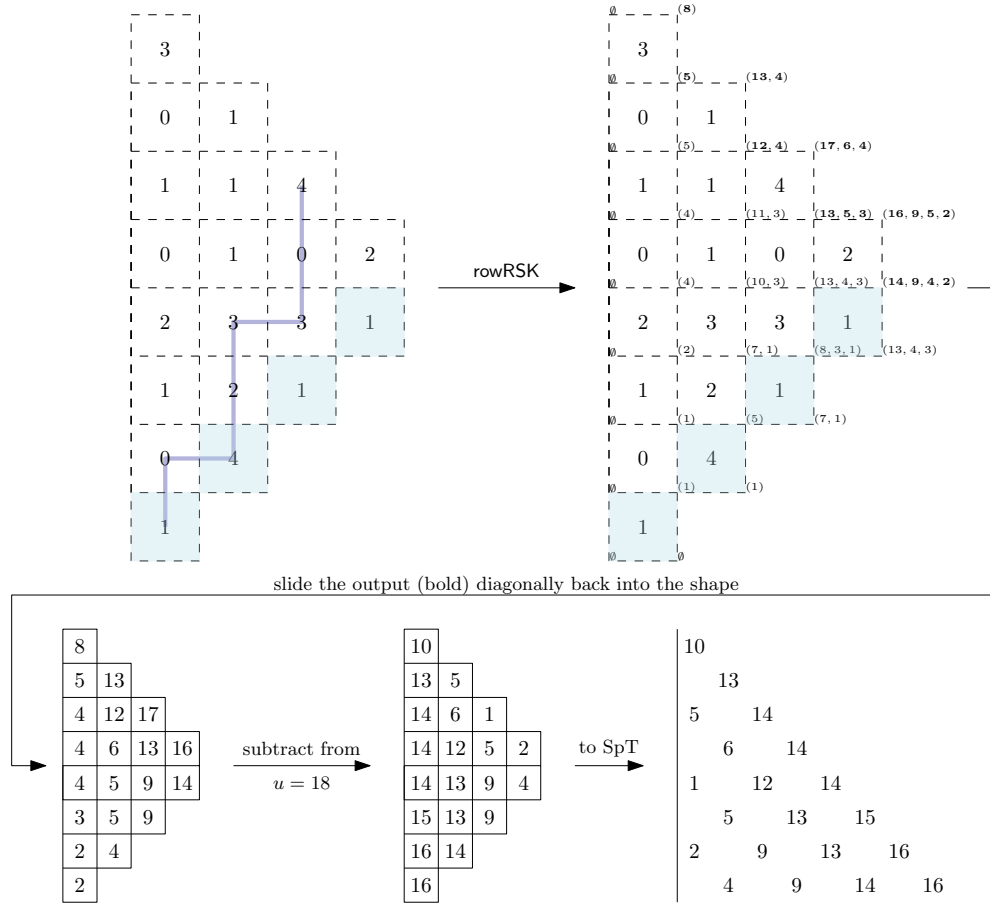 3
0 1
1 1 4
0 1 0 2
2 3 3 1
1 2 1
0 4
1
rowRSK
∅ (8)
3
∅ (5) (13, 4)
0 1
∅ (5) (12, 4) (17, 6, 4)
1 1 4
∅ (4) (11, 3) (13, 5, 3) (16, 9, 5, 2)
0 1 0 2
∅ (4) (10, 3) (13, 4, 3) (14, 9, 4, 2)
2 3 3 1
∅ (2) (7, 1) (8, 3, 1) (13, 4, 3)
1 2 1
∅ (1) (5) (7, 1)
0 4
∅ (1) (1)
1
∅ ∅
slide the output (bold) diagonally back into the shape
8
5 13
4 12 17
4 6 13 16
4 5 9 14
3 5 9
2 4
2
subtract from
u = 18
10
13 5
14 6 1
14 12 5 2
14 13 9 4
15 13 9
16 14
16
to SpT
10
13
5 14
6 14
1 12 14
5 13 15
2 9 13 16
4 9 14 16